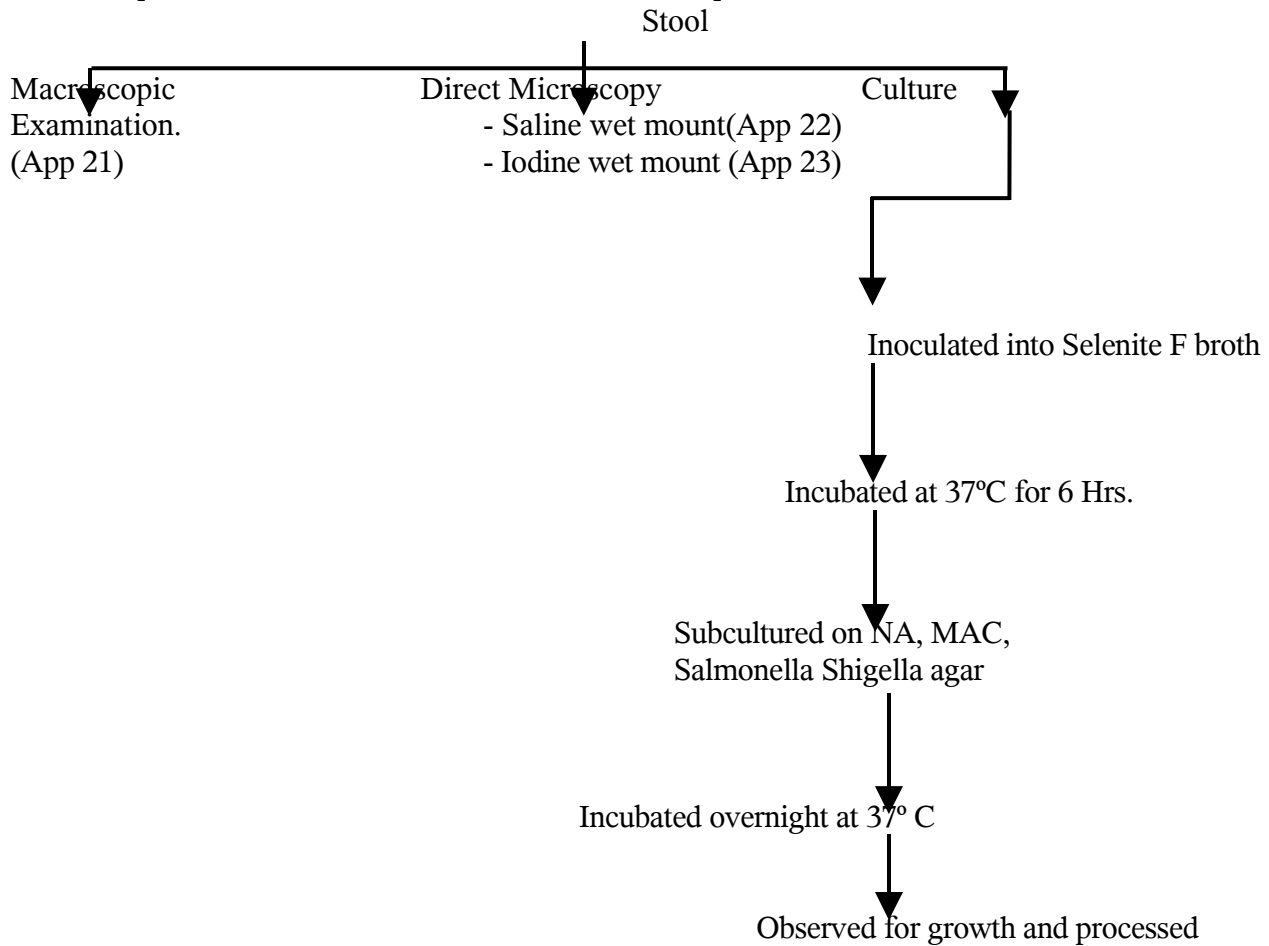 Stool
Macroscopic
Examination.
(App 21)
Direct Microscopy
- Saline wet mount(App 22)
- Iodine wet mount (App 23)
Culture
Inoculated into Selenite F broth
Incubated at 37ºC for 6 Hrs.
Subcultured on NA, MAC,
Salmonella Shigella agar
Incubated overnight at 37º C
Observed for growth and processed